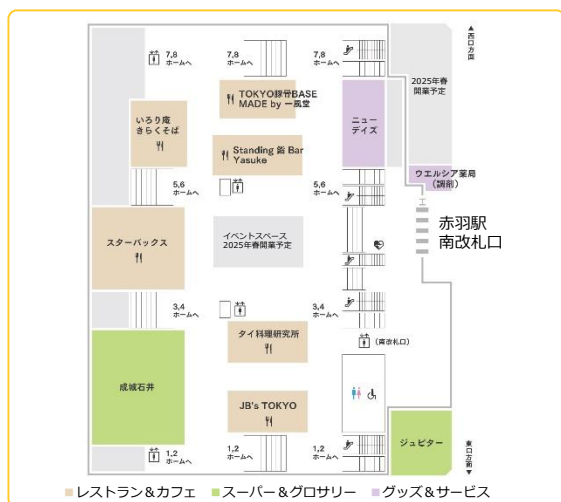 7,8
ホームへ
7,8
ホームへ
7,8
ホームへ
▲西口方面
2025年春
開業予定
TOKYO豚骨BASE
MADE by 一風堂
いろり庵
きらくそば
ニュー
デイズ
Standing 鮨 Bar
Yasuke
ウエルシア薬局
(調剤)
5,6
ホームへ
5,6
ホームへ
赤羽駅
南改札口
スターバックス
イベントスペース
2025年春開業予定
3,4
ホームへ
3,4
ホームへ
タイ料理研究所
(南改札口)
成城石井
JB's TOKYO
ジュピター
東口方面▼
1,2
ホームへ
1,2
ホームへ
1,2
ホームへ
レストラン&カフェ
スーパー&グロサリー
グッズ&サービス